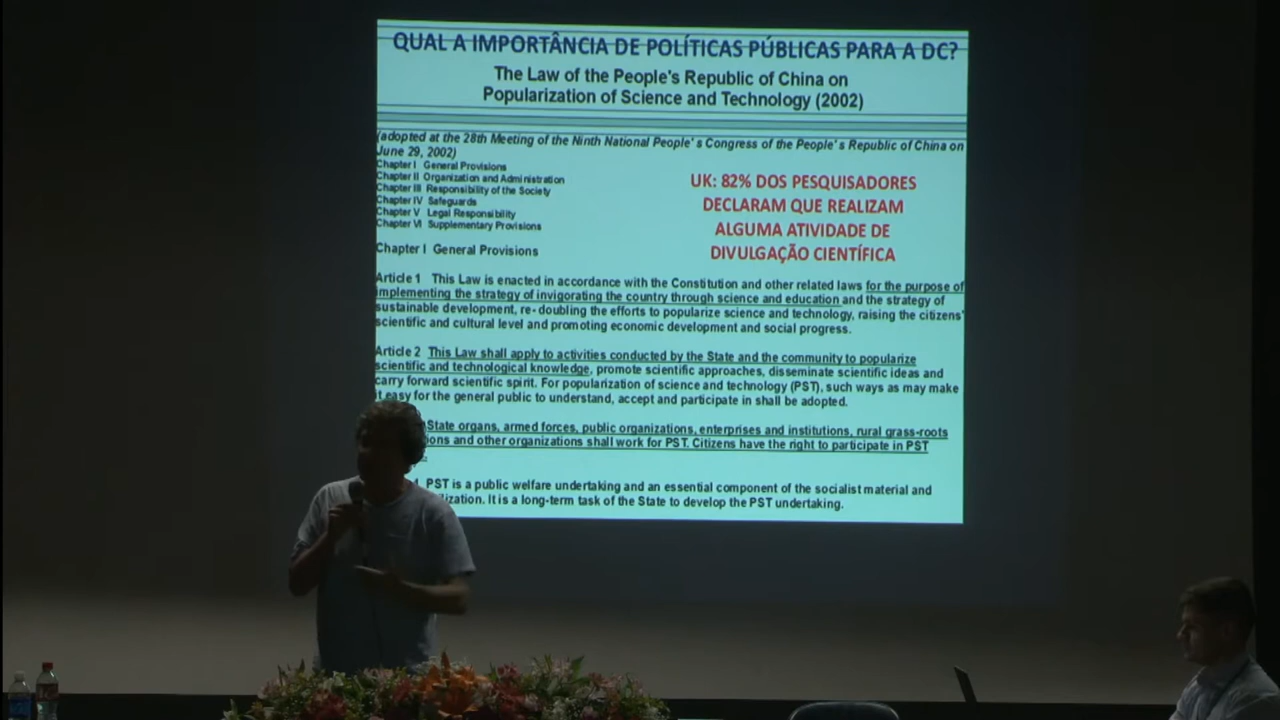 QUAL A IMPORTÂNCIA DE POLÍTICAS PÚBLICAS PARA A DC?
The Law of the People's Republic of China on
Popularization of Science and Technology (2002)
(adopted at the 28th Meeting of the Ninth National People's Congress of the People's Republic of China on
June 29, 2002)
Chapter I General Provisions
Chapter II Organization and Administration
Chapter III Responsibility of the Society
Chapter IV Safeguards
Chapter V Legal Responsibility
Chapter VI Supplementary Provisions
UK: 82% DOS PESQUISADORES
DECLARAM QUE REALIZAM
ALGUMA ATIVIDADE DE
DIVULGAÇÃO CIENTÍFICA
Chapter I General Provisions
Article 1 This Law is enacted in accordance with the Constitution and other related laws for the purpose of
implementing the strategy of invigorating the country through science and education and the strategy of
sustainable development, re-doubling the efforts to popularize science and technology, raising the citizens'
scientific and cultural level and promoting economic development and social progress.
Article 2 This Law shall apply to activities conducted by the State and the community to popularize
scientific and technological knowledge, promote scientific approaches, disseminate scientific ideas and
carry forward scientific spirit. For popularization of science and technology (PST), such ways as may make
it easy for the general public to understand, accept and participate in shall be adopted.
State organs, armed forces, public organizations, enterprises and institutions, rural grass-roots
ions and other organizations shall work for PST. Citizens have the right to participate in PST
PST is a public welfare undertaking and an essential component of the socialist material and
ization. It is a long-term task of the State to develop the PST undertaking.